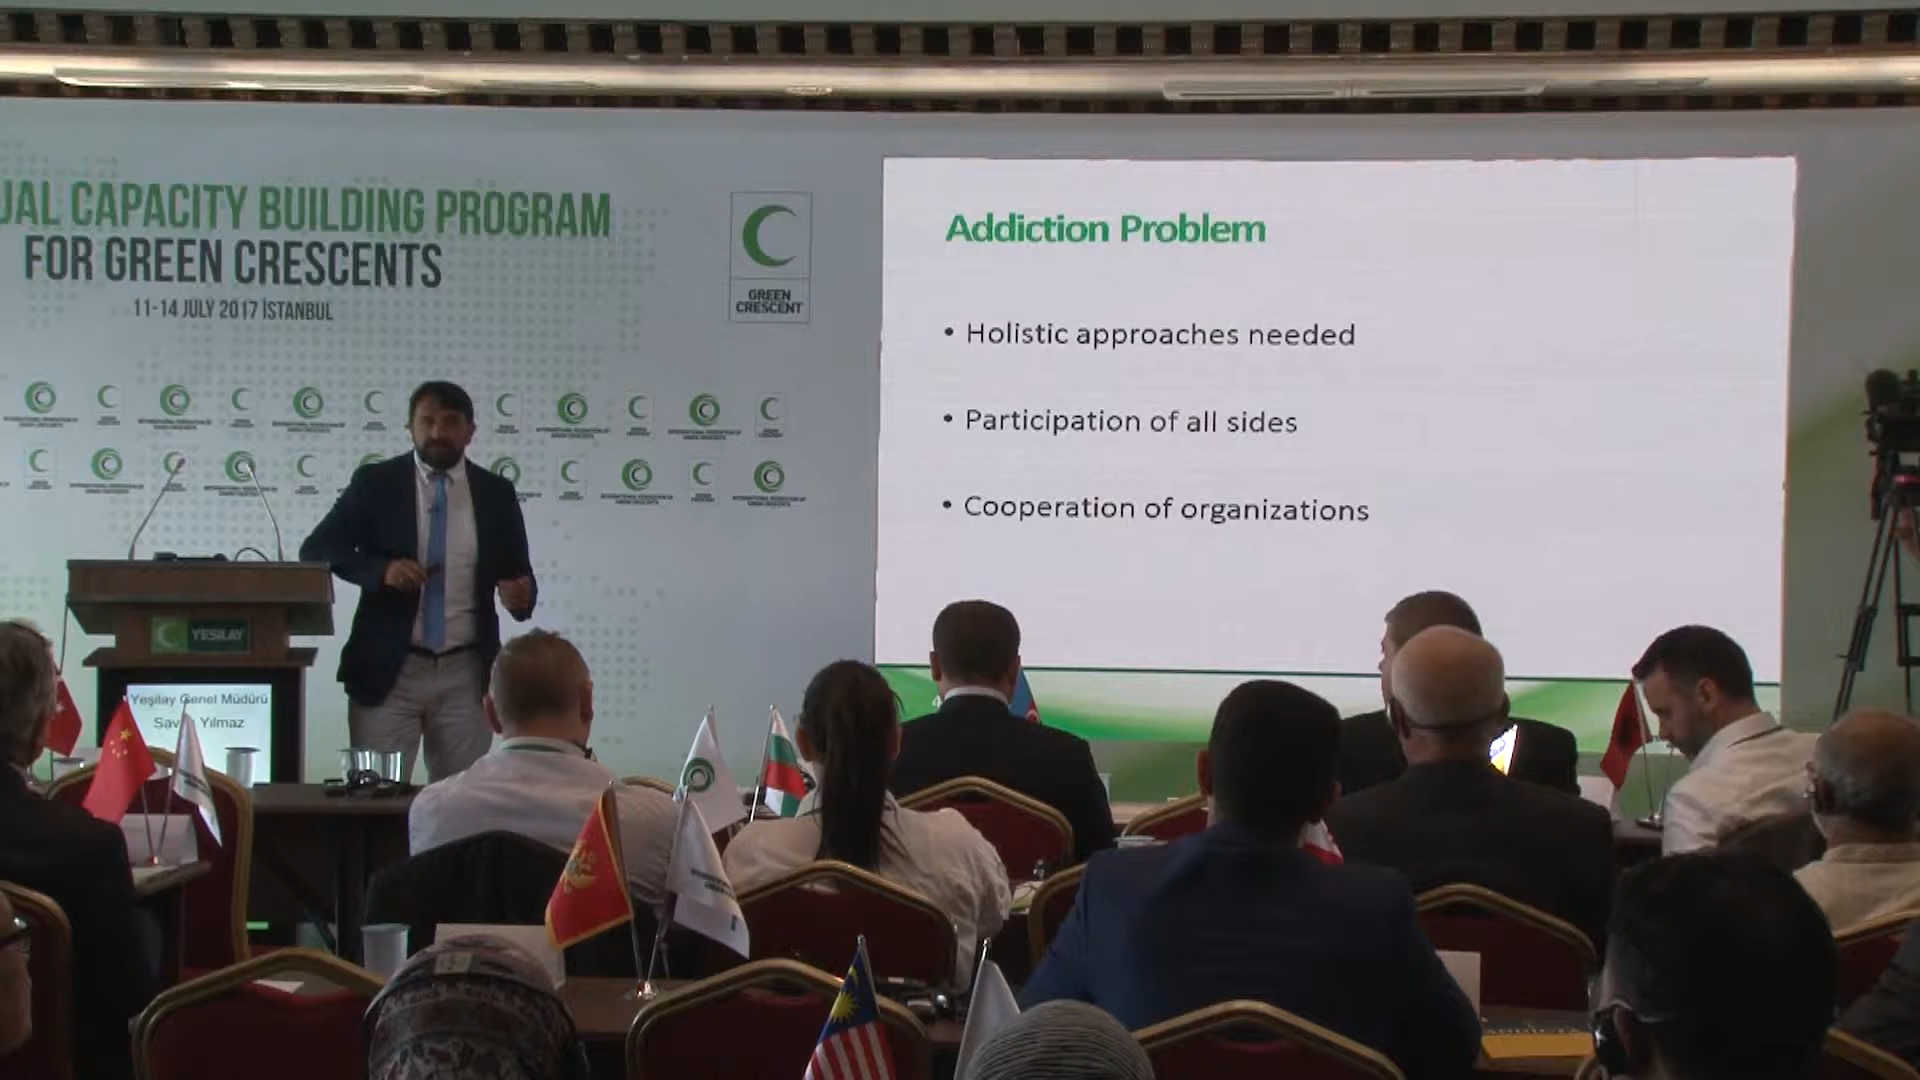 UAL CAPACITY BUILDING PROGRAM
FOR GREEN CRESCENTS
11-14 JULY 2017 İSTANBUL
GREEN
CRESCENT
Addiction Problem
• Holistic approaches needed
• Participation of all sides
• Cooperation of organizations
YEŞİLAY
Yeşilay Genel Müdürü
Yılmaz